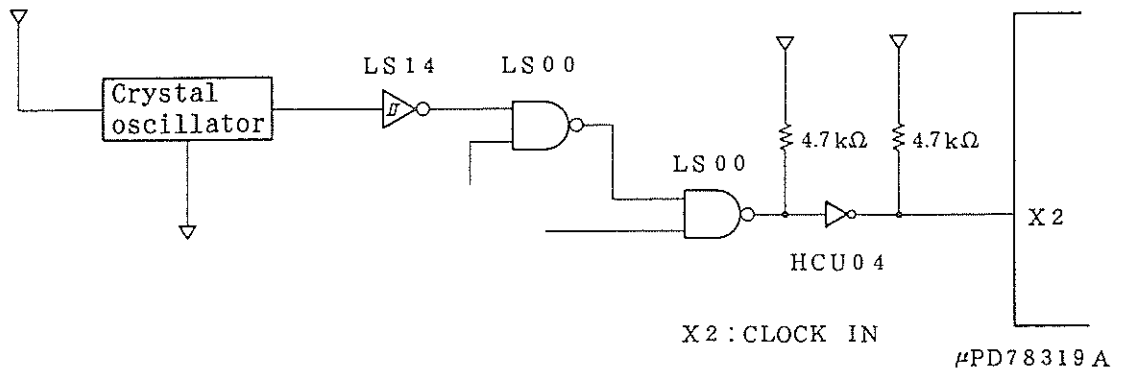 LS14
LS00
Crystal
oscillator
4.7kΩ
4.7kΩ
LS00
X2
HCU04
X2:CLOCK IN
μPD78319A